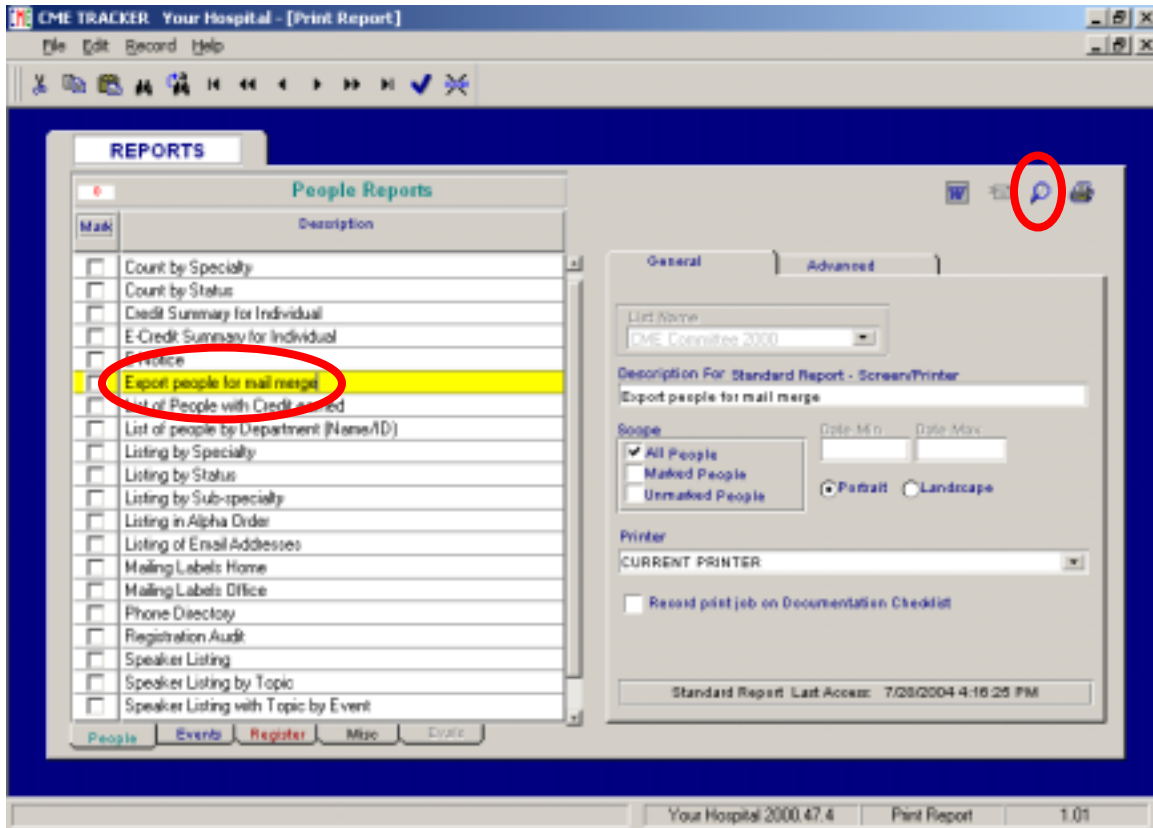 CME TRACKER Your Hospital - [Print Report]
File Edit Record Help
REPORTS
0 People Reports
Mark Description
Count by Specialty
Count by Status
Credit Summary for Individual
E-Credit Summary for Individual
E-Notice
Export people for mail merge
List of People with Credit earned
List of people by Department (Name/ID)
Listing by Specialty
Listing by Status
Listing by Sub-specialty
Listing in Alpha Order
Listing of Email Addresses
Mailing Labels Home
Mailing Labels Office
Phone Directory
Registration Audit
Speaker Listing
Speaker Listing by Topic
Speaker Listing with Topic by Event
People Events Register Misc
W
General Advanced
List Name
CME Committee 2000
Description For Standard Report - Screen/Printer
Export people for mail merge
Scope Date Min Date Max
All People
Marked People
Unmarked People
Portrait Landscape
Printer
CURRENT PRINTER
Record print job on Documentation Checklist
Standard Report Last Access: 7/28/2004 4:16:25 PM
Your Hospital 2000.47.4 Print Report 1.01